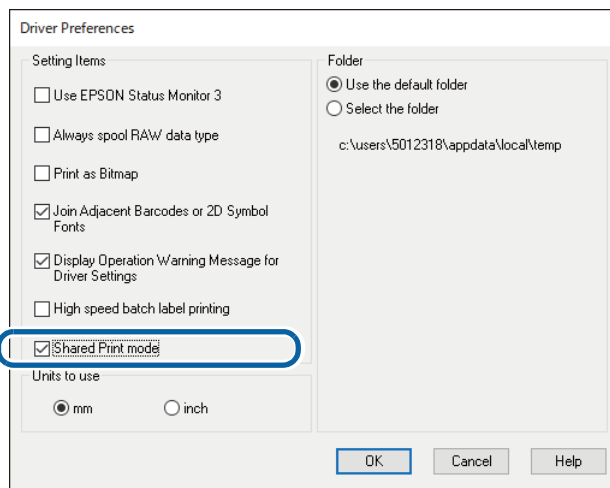 Driver Preferences
Setting Items
Use EPSON Status Monitor 3
Always spool RAW data type
Print as Bitmap
Join Adjacent Barcodes or 2D Symbol
Fonts
Display Operation Warning Message for
Driver Settings
High speed batch label printing
Shared Print mode
Units to use
mm
inch
Folder
Use the default folder
Select the folder
c:\users\5012318\appdata\local\temp
OK
Cancel
Help